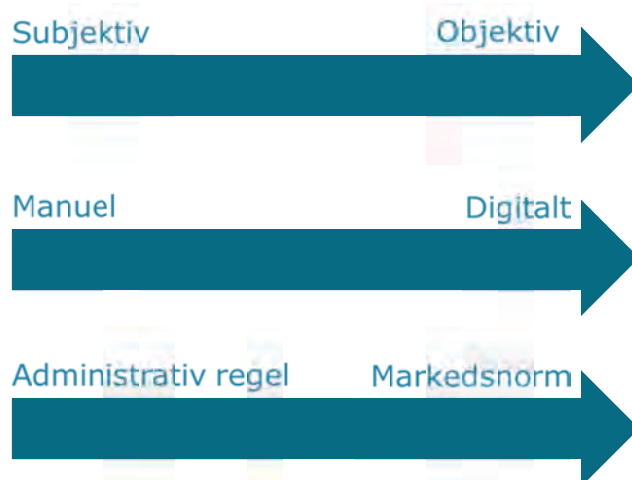 Subjektiv Objektiv
Manuel Digitalt
Administrativ regel Markedsnorm